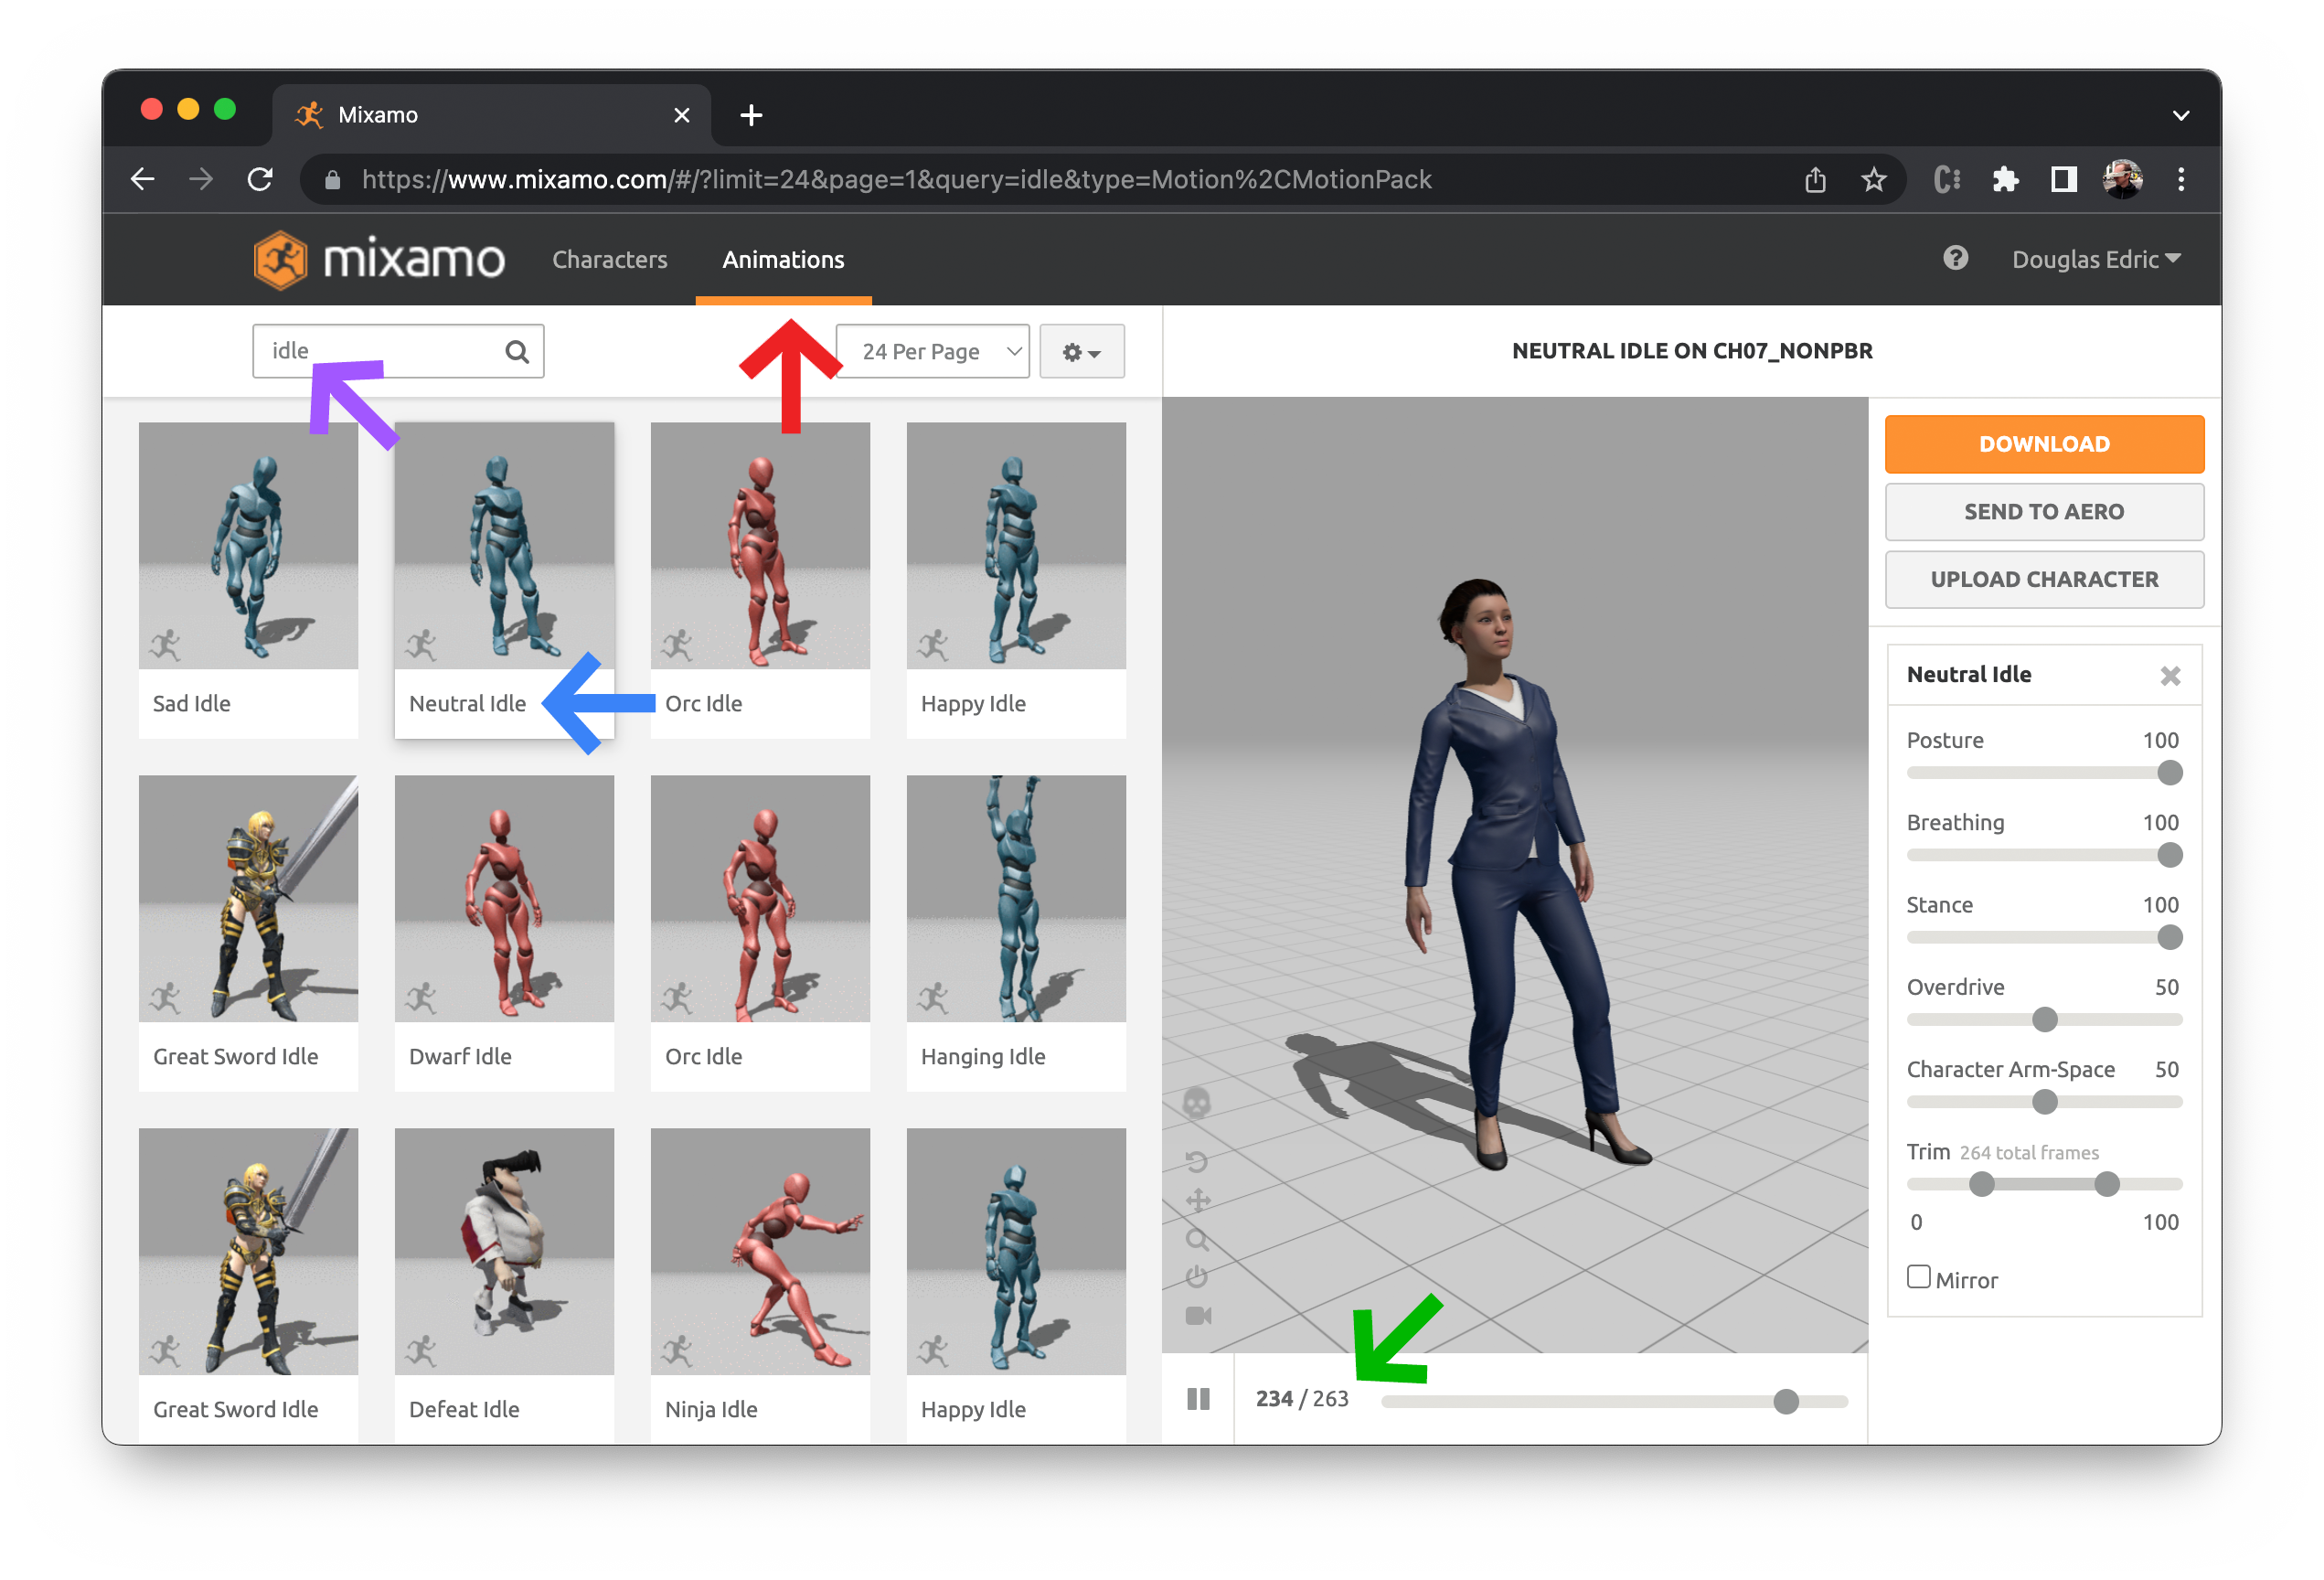 Mixamo
https://www.mixamo.com/#/?limit=24&page=1&query=idle&type=Motion%2CMotionPack
mixamo
Characters
Animations
Douglas Edric
idle
24 Per Page
NEUTRAL IDLE ON CH07_NONPBR
DOWNLOAD
SEND TO AERO
UPLOAD CHARACTER
Sad Idle
Neutral Idle
Orc Idle
Happy Idle
Great Sword Idle
Dwarf Idle
Orc Idle
Hanging Idle
Great Sword Idle
Defeat Idle
Ninja Idle
Happy Idle
Neutral Idle
Posture 100
Breathing 100
Stance 100
Overdrive 50
Character Arm-Space 50
Trim 264 total frames
0 100
Mirror
234 / 263